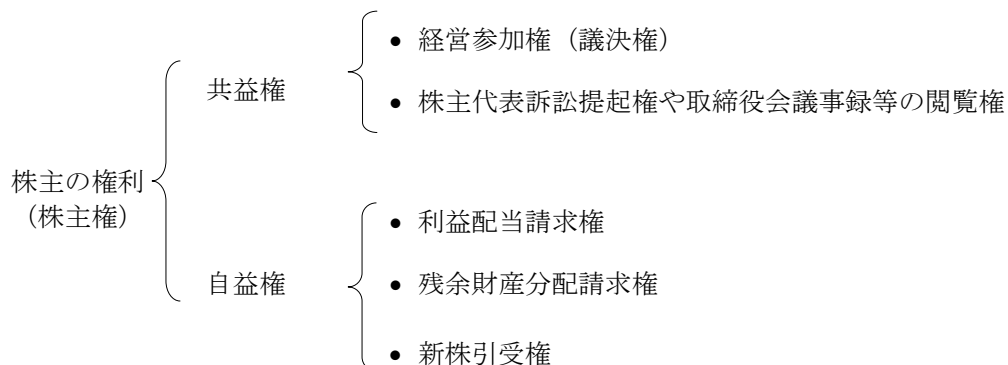 株主の権利
(株主権)
共益権
• 経営参加権(議決権)
• 株主代表訴訟提起権や取締役会議事録等の閲覧権
自益権
• 利益配当請求権
• 残余財産分配請求権
• 新株引受権